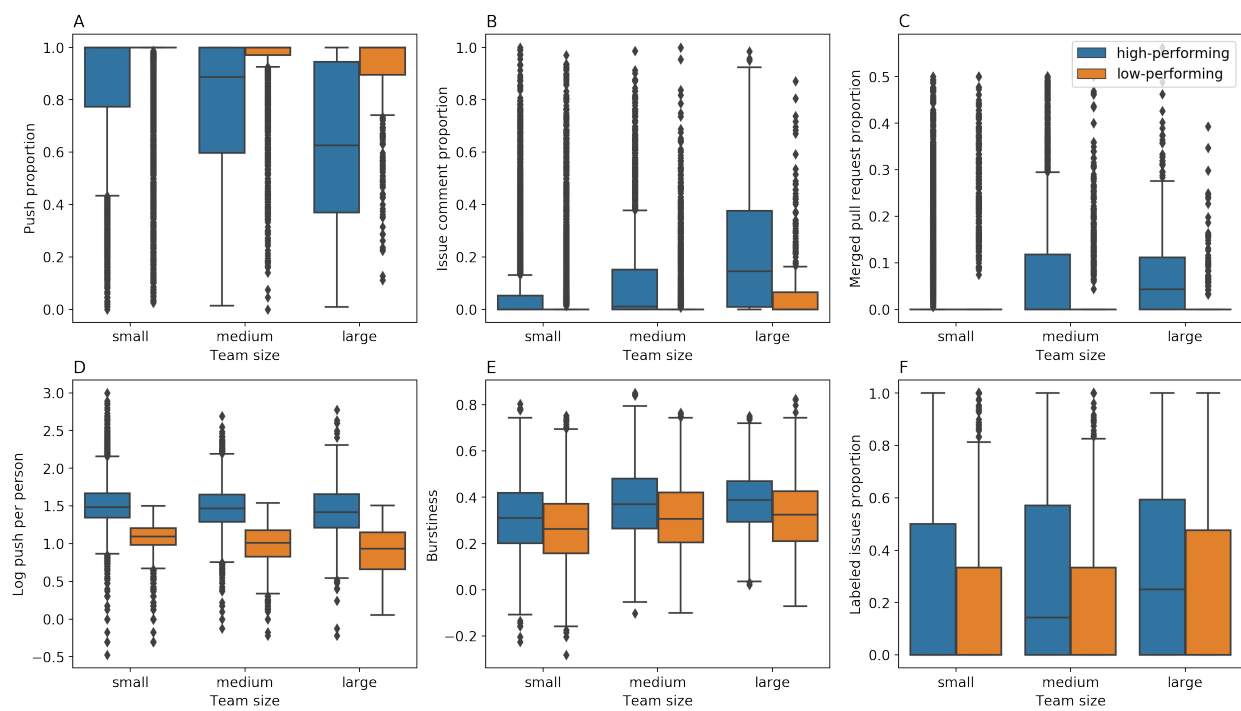 A
Push proportion
1.0
0.8
0.6
0.4
0.2
0.0
small
medium
large
Team size
B
Issue comment proportion
1.0
0.8
0.6
0.4
0.2
0.0
small
medium
large
Team size
C
Merged pull request proportion
0.5
0.4
0.3
0.2
0.1
0.0
high-performing
low-performing
small
medium
large
Team size
D
Log push per person
3.0
2.5
2.0
1.5
1.0
0.5
0.0
−0.5
small
medium
large
Team size
E
Burstiness
0.8
0.6
0.4
0.2
0.0
−0.2
small
medium
large
Team size
F
Labeled issues proportion
1.0
0.8
0.6
0.4
0.2
0.0
small
medium
large
Team size